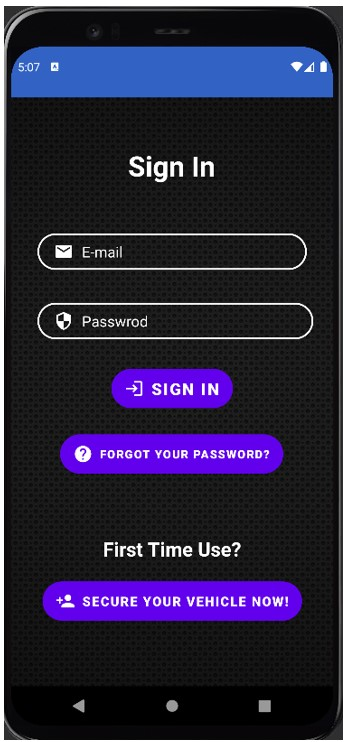 5:07
Sign In
E-mail
Passwrod
SIGN IN
FORGOT YOUR PASSWORD?
First Time Use?
SECURE YOUR VEHICLE NOW!